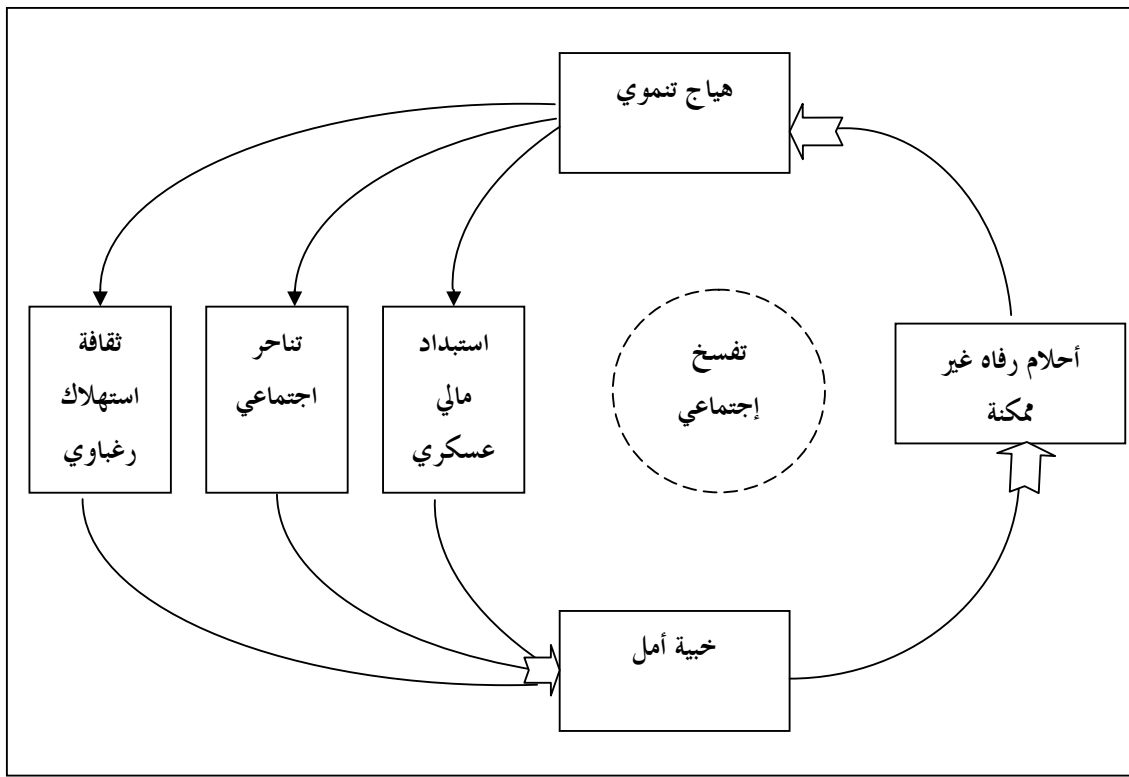 هياج تنموي
أحلام رفاه غير
ممكنة
تفسخ
إجتماعي
استبداد
مالي
عسكري
تناحر
اجتماعي
ثقافة
استهلاك
رغباوي
خيبة أمل